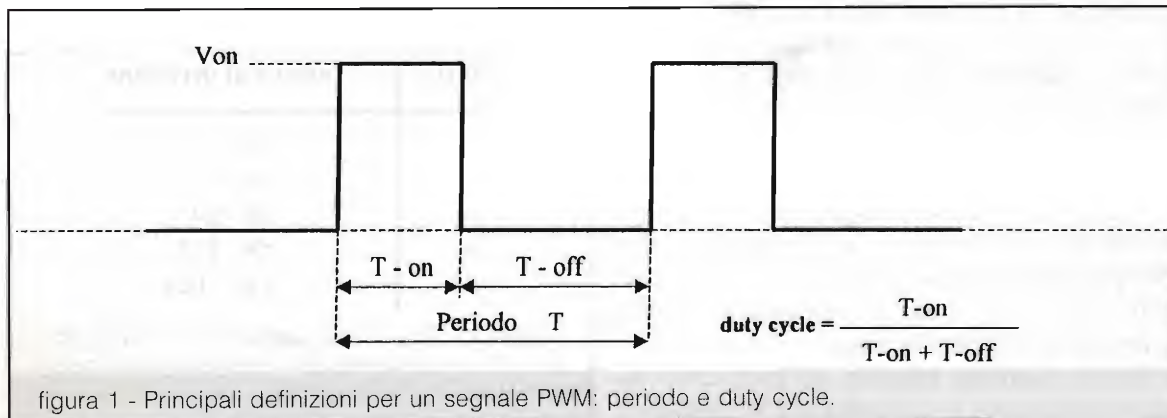 Von
T - on
T - off
Periodo T
duty cycle = T-on
T-on + T-off
figura 1 - Principali definizioni per un segnale PWM: periodo e duty cycle.